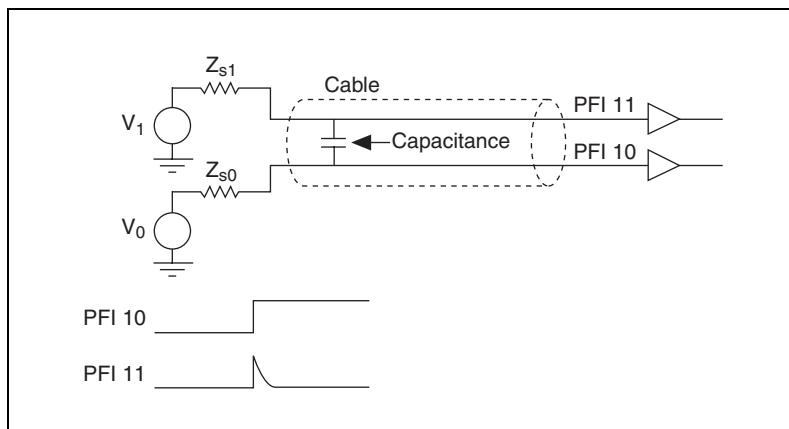 Z_s1
Cable
PFI 11
V_1
Capacitance
PFI 10
Z_s0
V_0
PFI 10
PFI 11